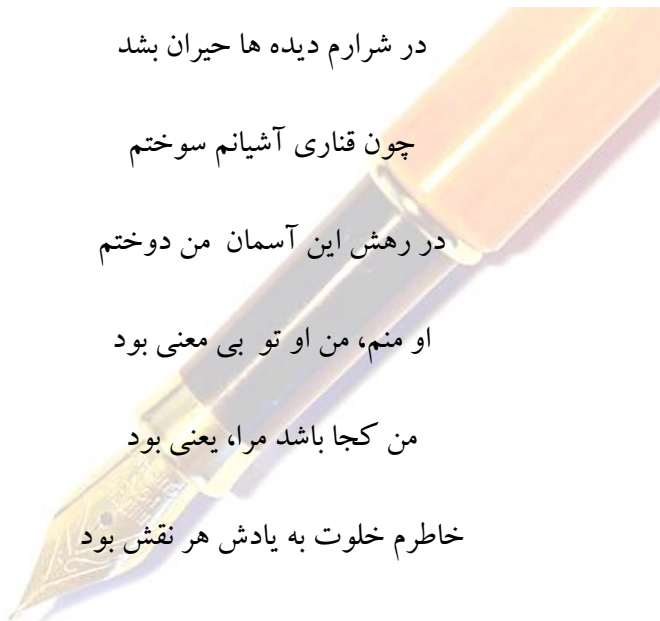 در شرارم دیده ها حیران بشد
چون قناری آشیانم سوختم
در رهش این آسمان من دوختم
او منم، من او تو بی معنی بود
من کجا باشد مرا، یعنی بود
خاطرم خلوت به یادش هر نقش بود